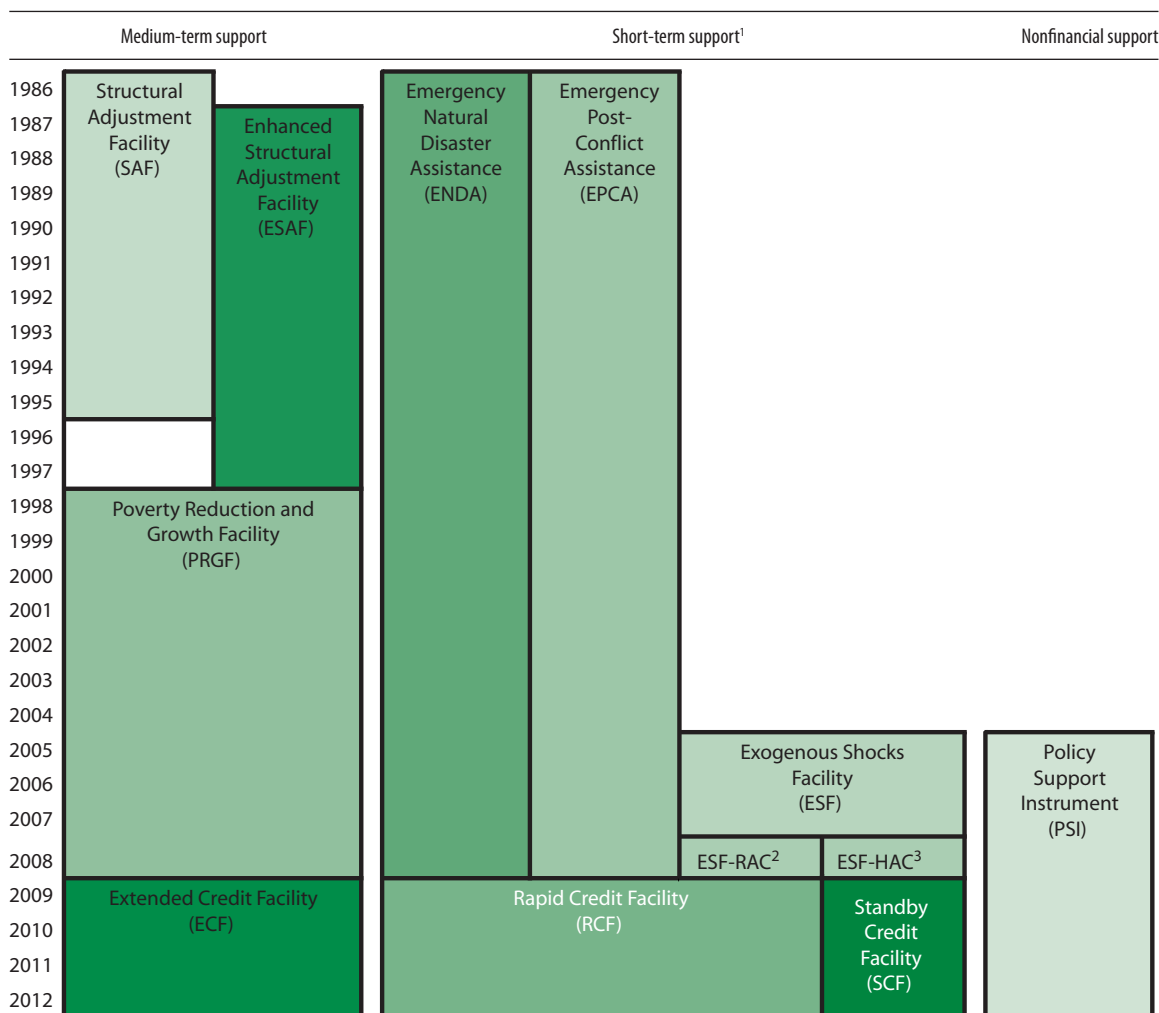 Medium-term support
Short-term support¹
Nonfinancial support
1986
1987
1988
1989
1990
1991
1992
1993
1994
1995
1996
1997
1998
1999
2000
2001
2002
2003
2004
2005
2006
2007
2008
2009
2010
2011
2012
Structural
Adjustment
Facility
(SAF)
Enhanced
Structural
Adjustment
Facility
(ESAF)
Poverty Reduction and
Growth Facility
(PRGF)
Extended Credit Facility
(ECF)
Emergency
Natural
Disaster
Assistance
(ENDA)
Emergency
Post-
Conflict
Assistance
(EPCA)
Exogenous Shocks
Facility
(ESF)
ESF-RAC²
ESF-HAC³
Rapid Credit Facility
(RCF)
Standby
Credit
Facility
(SCF)
Policy
Support
Instrument
(PSI)